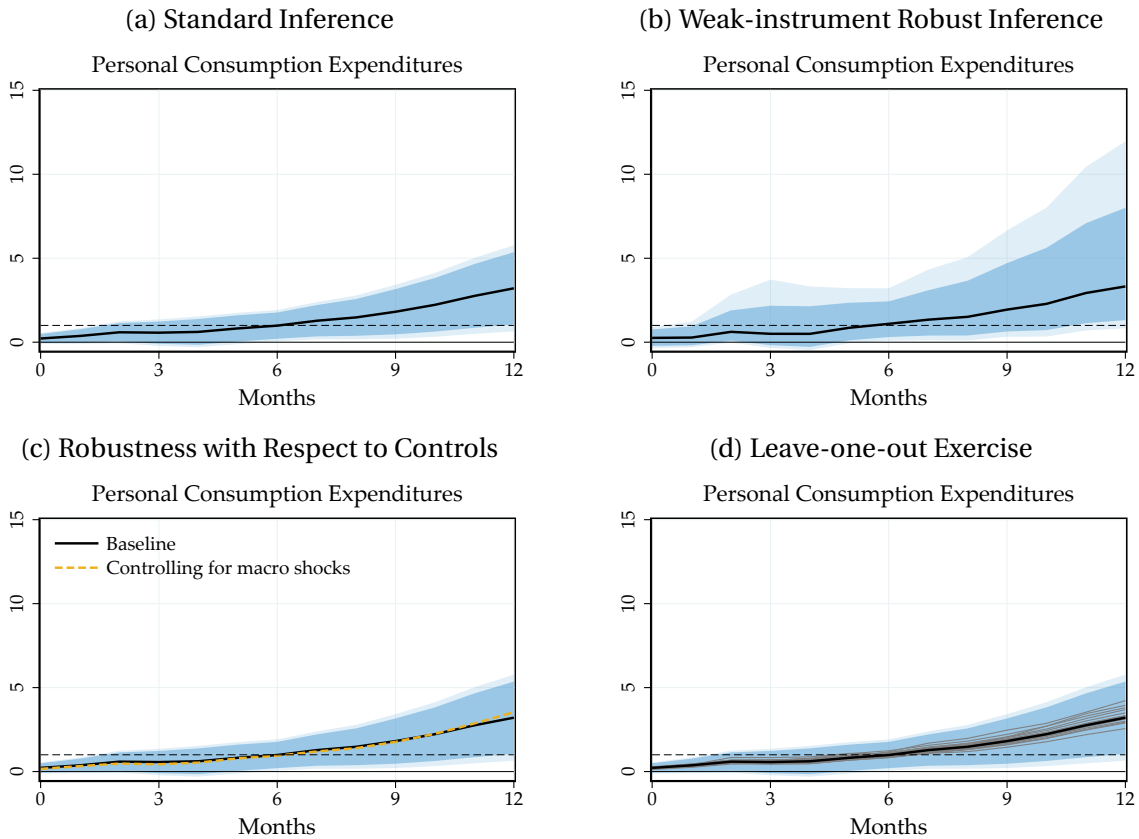 (a) Standard Inference
Personal Consumption Expenditures
15
10
5
0
0 3 6 9 12
Months
(b) Weak-instrument Robust Inference
Personal Consumption Expenditures
15
10
5
0
0 3 6 9 12
Months
(c) Robustness with Respect to Controls
Personal Consumption Expenditures
15
Baseline
Controlling for macro shocks
10
5
0
0 3 6 9 12
Months
(d) Leave-one-out Exercise
Personal Consumption Expenditures
15
10
5
0
0 3 6 9 12
Months